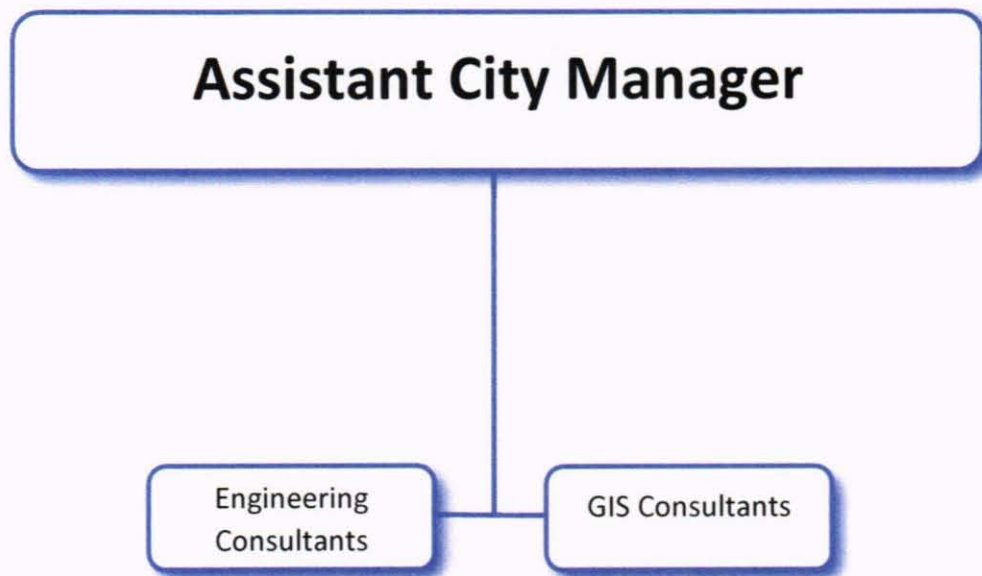 Assistant City Manager
Engineering
Consultants
GIS Consultants